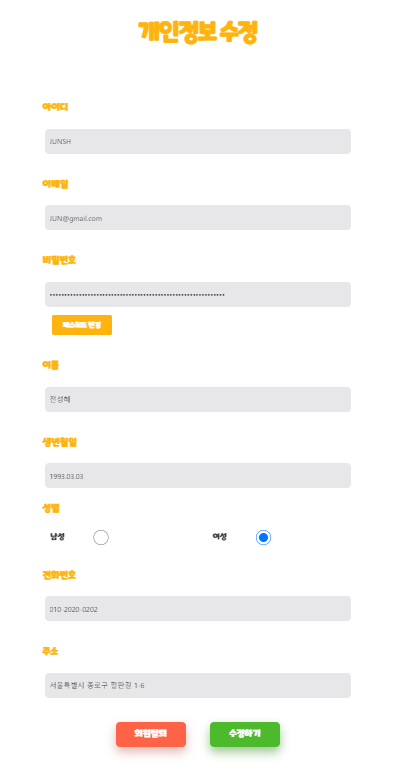 개인정보 수정
아이디
JUNSH
이메일
JUN@gmail.com
비밀번호
패스워드 변경
이름
전성혜
생년월일
1993.03.03
성별
남성 여성
전화번호
010-2020-0202
주소
서울특별시 종로구 창관길 1-6
회원탈퇴 수정하기